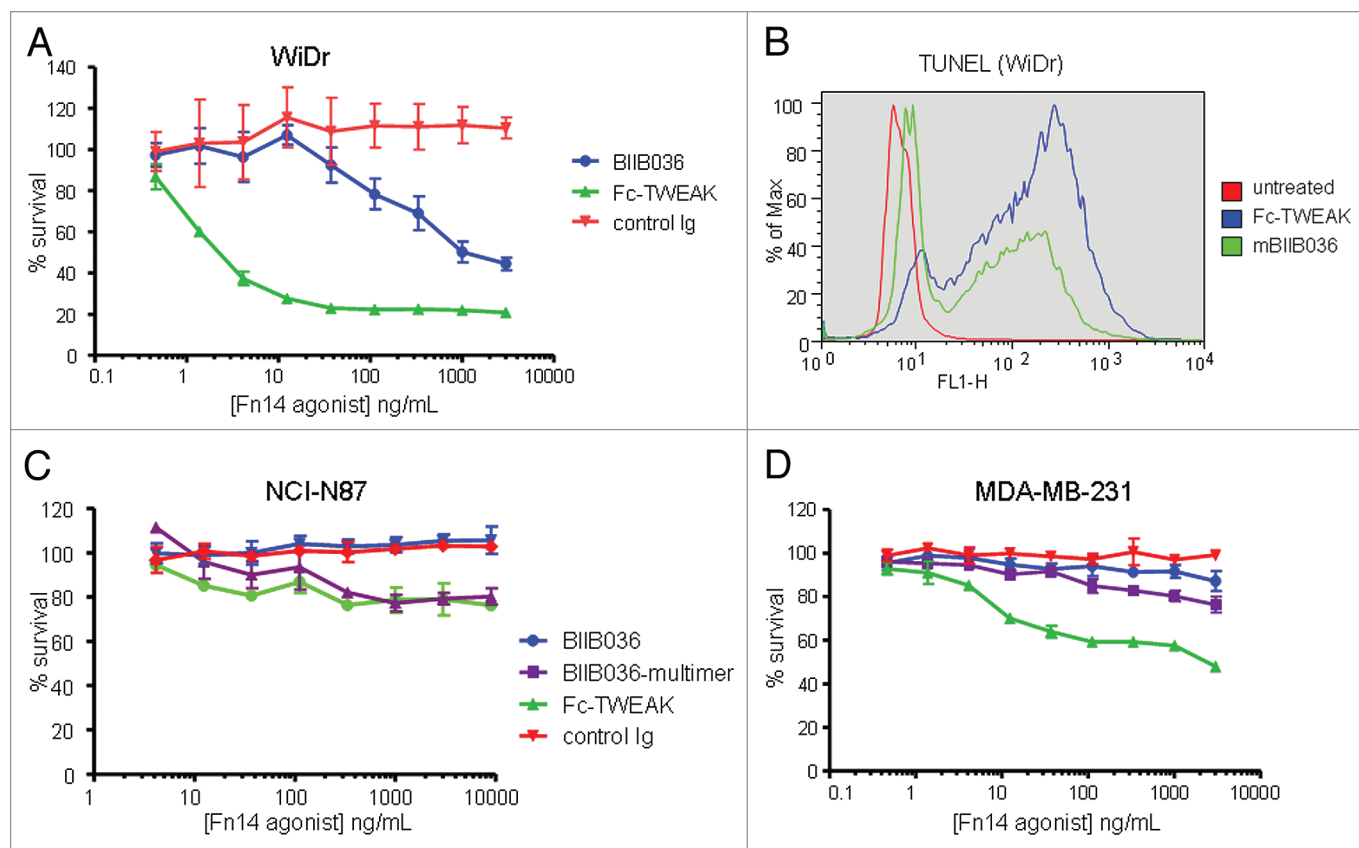 A
WiDr
140
120
100
80
60
40
20
0
% survival
0.1
1
10
100
1000
10000
[Fn14 agonist] ng/mL
BIIB036
Fc-TWEAK
control Ig
B
TUNEL (WiDr)
100
80
60
40
20
0
% of Max
10^0
10^1
10^2
10^3
10^4
FL1-H
untreated
Fc-TWEAK
mBIIB036
C
NCI-N87
120
100
80
60
40
20
0
% survival
1
10
100
1000
10000
[Fn14 agonist] ng/mL
BIIB036
BIIB036-multimer
Fc-TWEAK
control Ig
D
MDA-MB-231
120
100
80
60
40
20
0
% survival
0.1
1
10
100
1000
10000
[Fn14 agonist] ng/mL